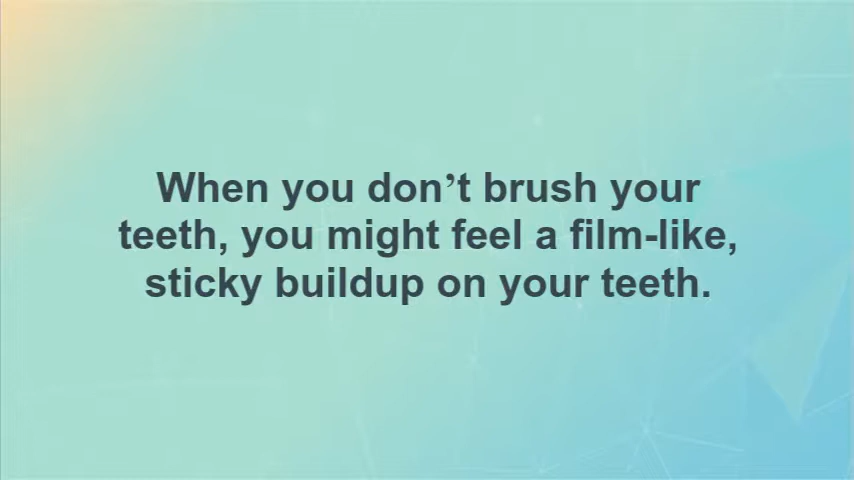 When you don’t brush your
teeth, you might feel a film-like,
sticky buildup on your teeth.